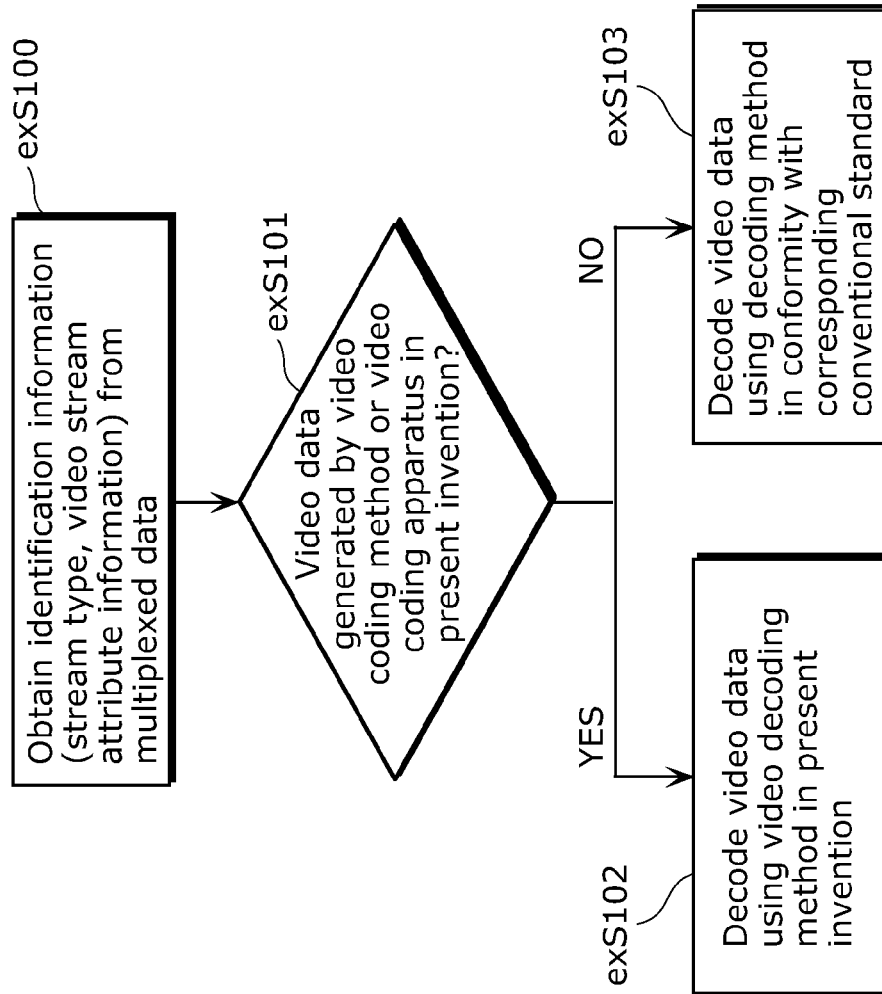 exS100
Obtain identification information
(stream type, video stream
attribute information) from
multiplexed data
exS101
Video data
generated by video
coding method or video
coding apparatus in
present invention?
YES
NO
exS102
Decode video data
using video decoding
method in present
invention
exS103
Decode video data
using decoding method
in conformity with
corresponding
conventional standard